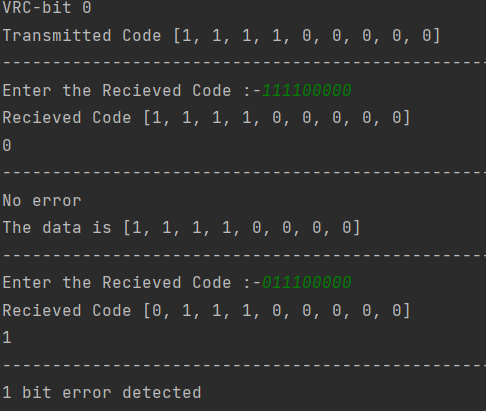 VRC-bit 0
Transmitted Code [1, 1, 1, 1, 0, 0, 0, 0, 0]
------------------------------------------------
Enter the Recieved Code :-111100000
Recieved Code [1, 1, 1, 1, 0, 0, 0, 0, 0]
0
------------------------------------------------
No error
The data is [1, 1, 1, 1, 0, 0, 0, 0]
------------------------------------------------
Enter the Recieved Code :-011100000
Recieved Code [0, 1, 1, 1, 0, 0, 0, 0, 0]
1
------------------------------------------------
1 bit error detected